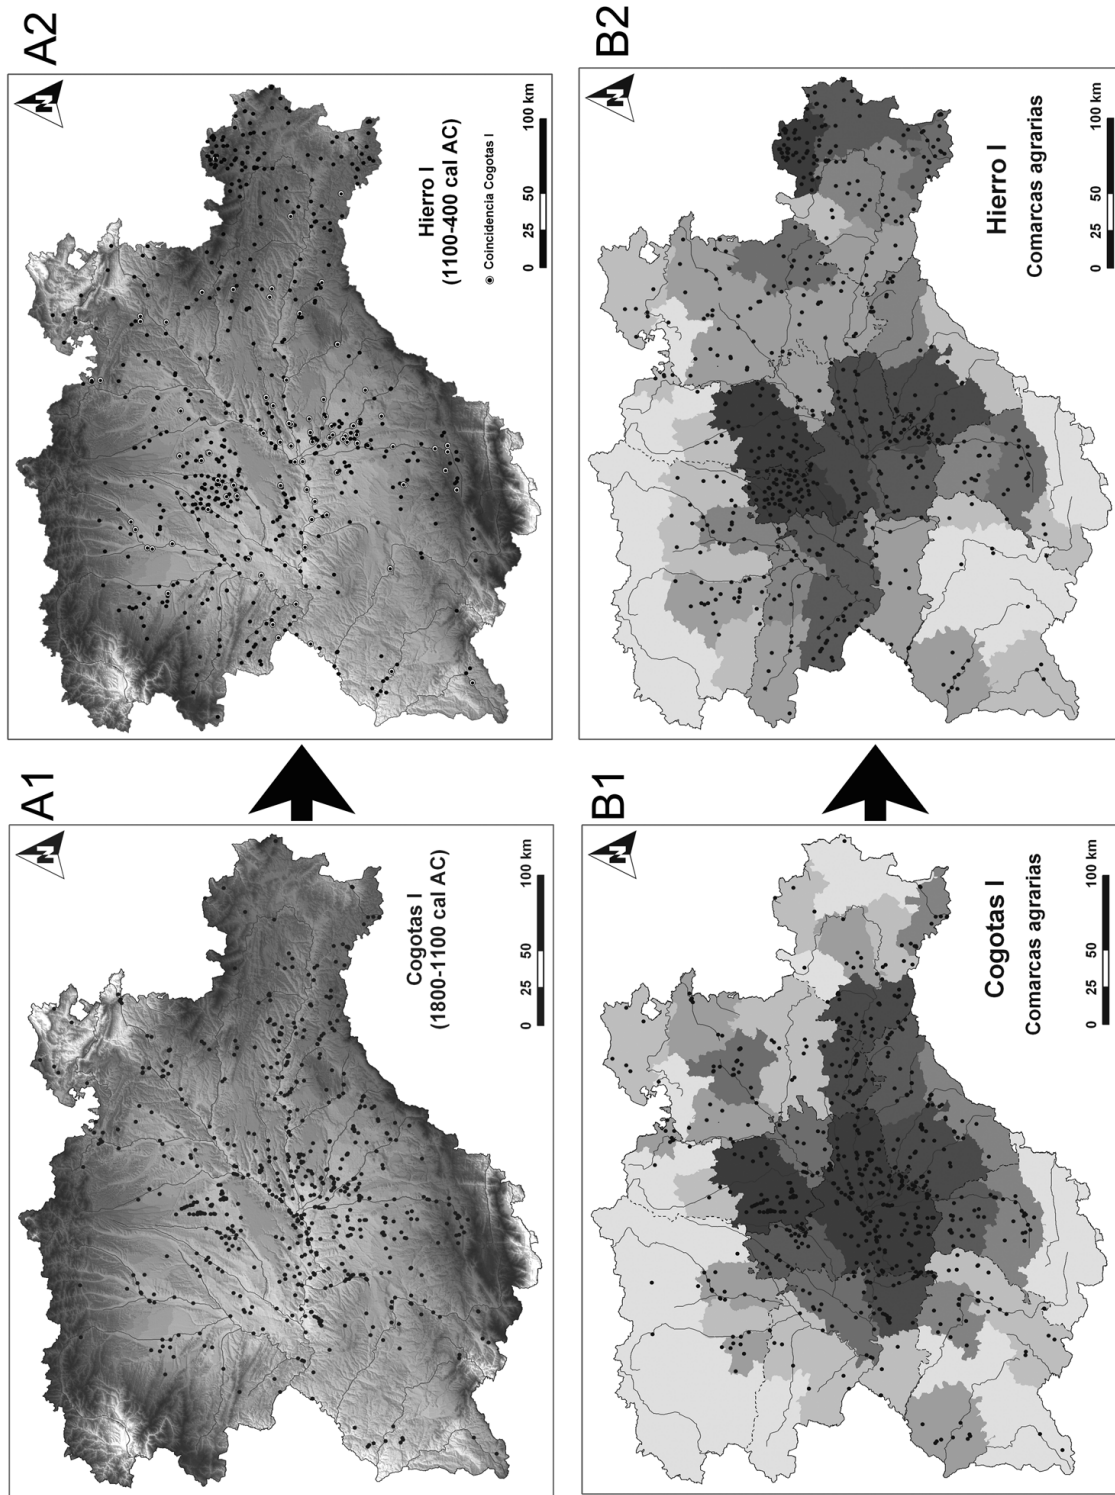 A1
N
Cogotas I
(1800-1100 cal AC)
0 25 50 100 km
A2
N
Hierro I
(1100-400 cal AC)
Coincidencia Cogotas I
0 25 50 100 km
B1
N
Cogotas I
Comarcas agrarias
0 25 50 100 km
B2
N
Hierro I
Comarcas agrarias
0 25 50 100 km